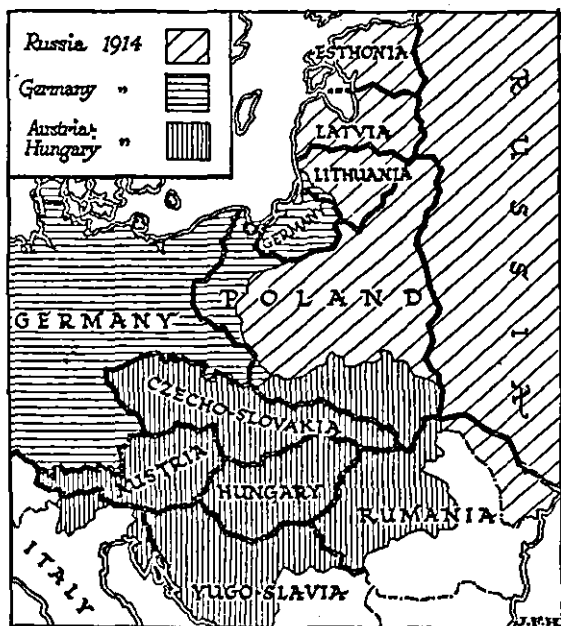 Russia 1914
Germany "
Austria-
Hungary "
ESTHONIA
LATVIA
LITHUANIA
RUSSIA
GERMANY
POLAND
GERMANY
CZECHO-SLOVAKIA
AUSTRIA
HUNGARY
RUMANIA
ITALY
YUGO-SLAVIA
J.F.H.